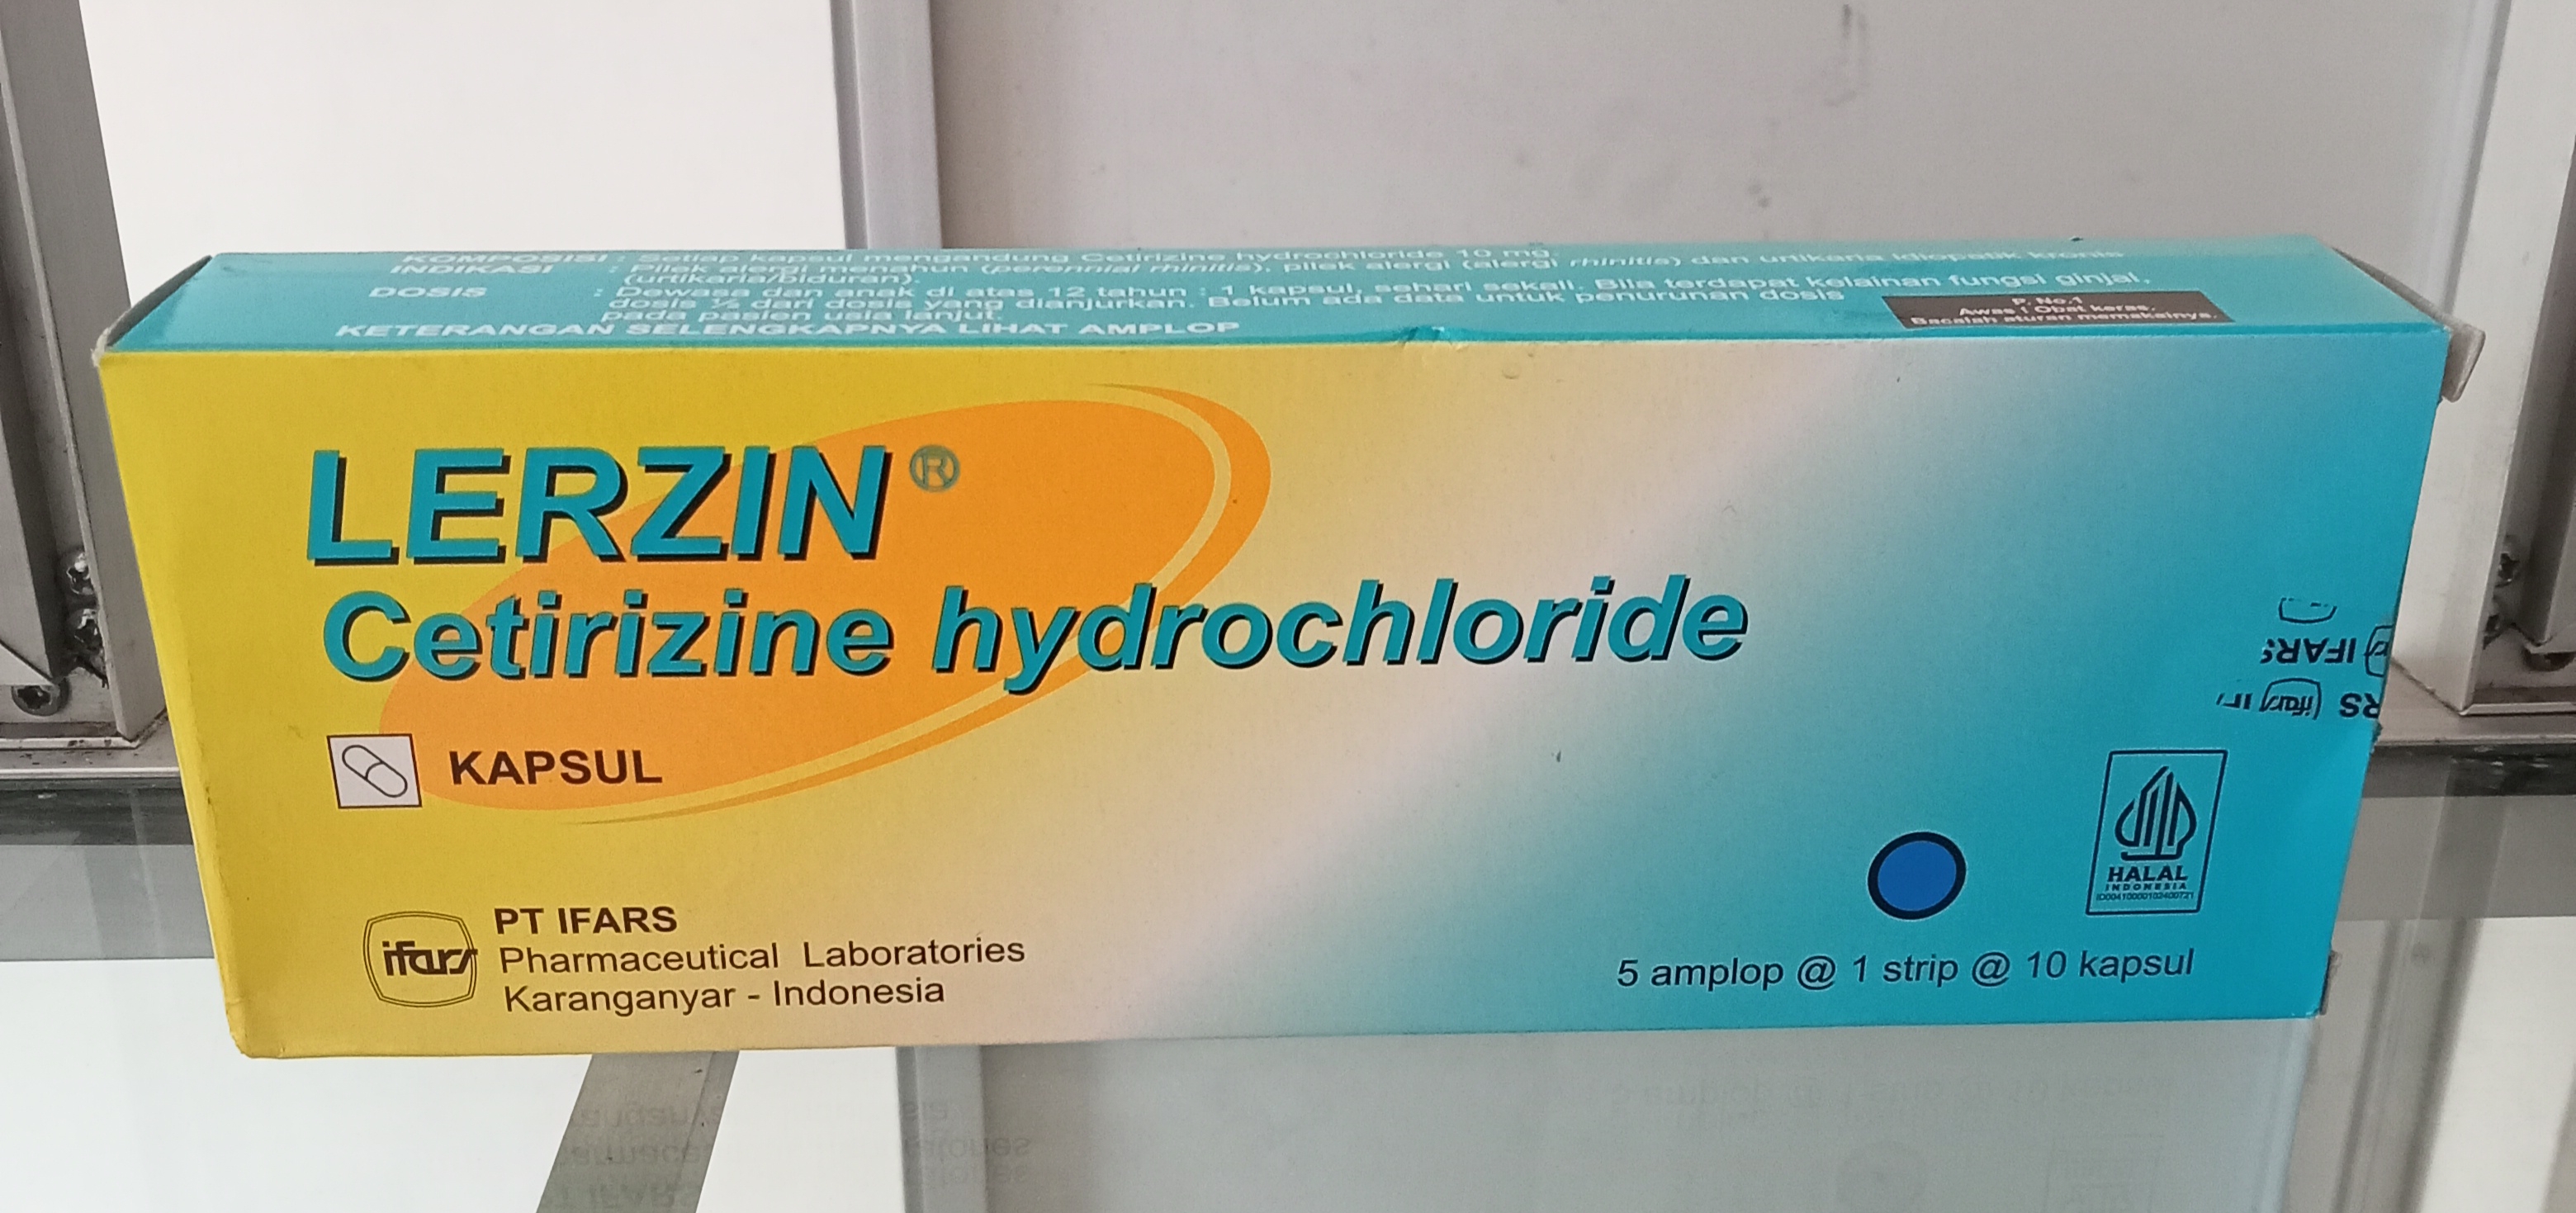 KOMPOSISI : Setiap kapsul mengandung Cetirizine hydrochloride 10 mg.
INDIKASI : Pilek alergi menahun (perennial rhinitis), pilek alergi (alergi rhinitis) dan urtikaria idiopatik kronis
(urtikaria/biduran).
DOSIS : Dewasa dan anak di atas 12 tahun : 1 kapsul, sehari sekali. Bila terdapat kelainan fungsi ginjal,
dosis ½ dari dosis yang dianjurkan. Belum ada data untuk penurunan dosis
pada pasien usia lanjut.
KETERANGAN SELENGKAPNYA LIHAT AMPLOP
P. No.1
Awas ! Obat keras.
Bacalah aturan memakainya.
LERZIN®
Cetirizine hydrochloride
KAPSUL
ifars
PT IFARS
Pharmaceutical Laboratories
Karanganyar - Indonesia
IFARS
RS ifars
HALAL
INDONESIA
5 amplop @ 1 strip @ 10 kapsul